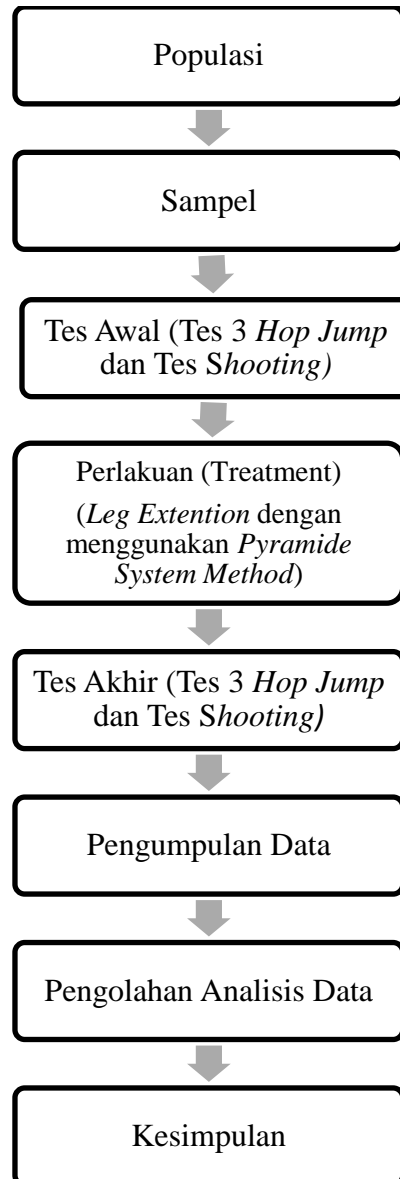 Populasi
Sampel
Tes Awal (Tes 3 Hop Jump
dan Tes Shooting)
Perlakuan (Treatment)
(Leg Extention dengan
menggunakan Pyramide
System Method)
Tes Akhir (Tes 3 Hop Jump
dan Tes Shooting)
Pengumpulan Data
Pengolahan Analisis Data
Kesimpulan